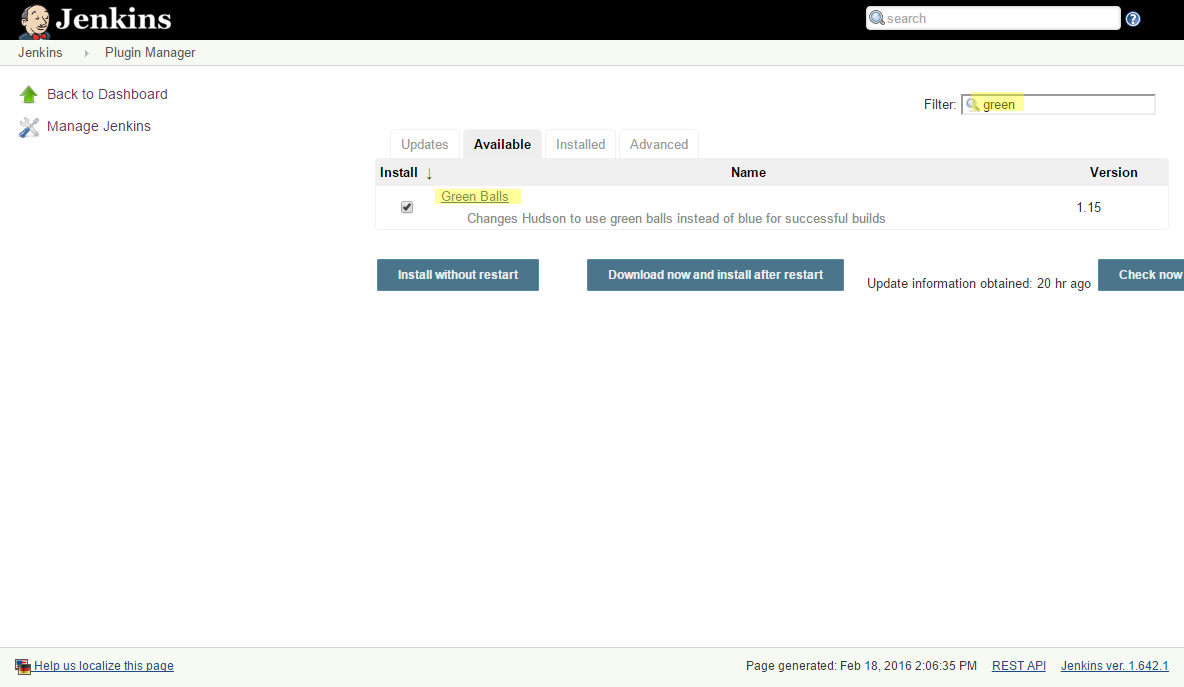 Jenkins
search
Jenkins Plugin Manager
Back to Dashboard
Manage Jenkins
Filter: green
Updates Available Installed Advanced
Install ↓ Name Version
Green Balls
Changes Hudson to use green balls instead of blue for successful builds
1.15
Install without restart Download now and install after restart Update information obtained: 20 hr ago Check now
Help us localize this page Page generated: Feb 18, 2016 2:06:35 PM REST API Jenkins ver. 1.642.1